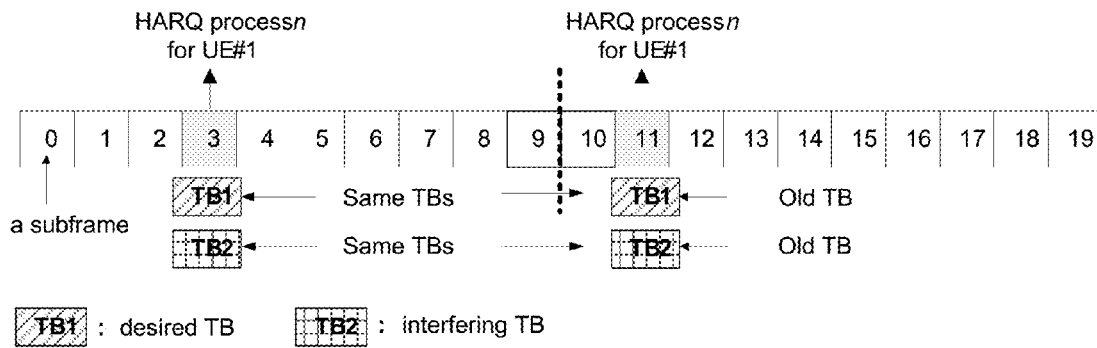 HARQ processn
for UE#1
HARQ processn
for UE#1
0 1 2 3 4 5 6 7 8 9 10 11 12 13 14 15 16 17 18 19
TB1 Same TBs TB1 Old TB
a subframe
TB2 Same TBs TB2 Old TB
TB1 : desired TB TB2 : interfering TB